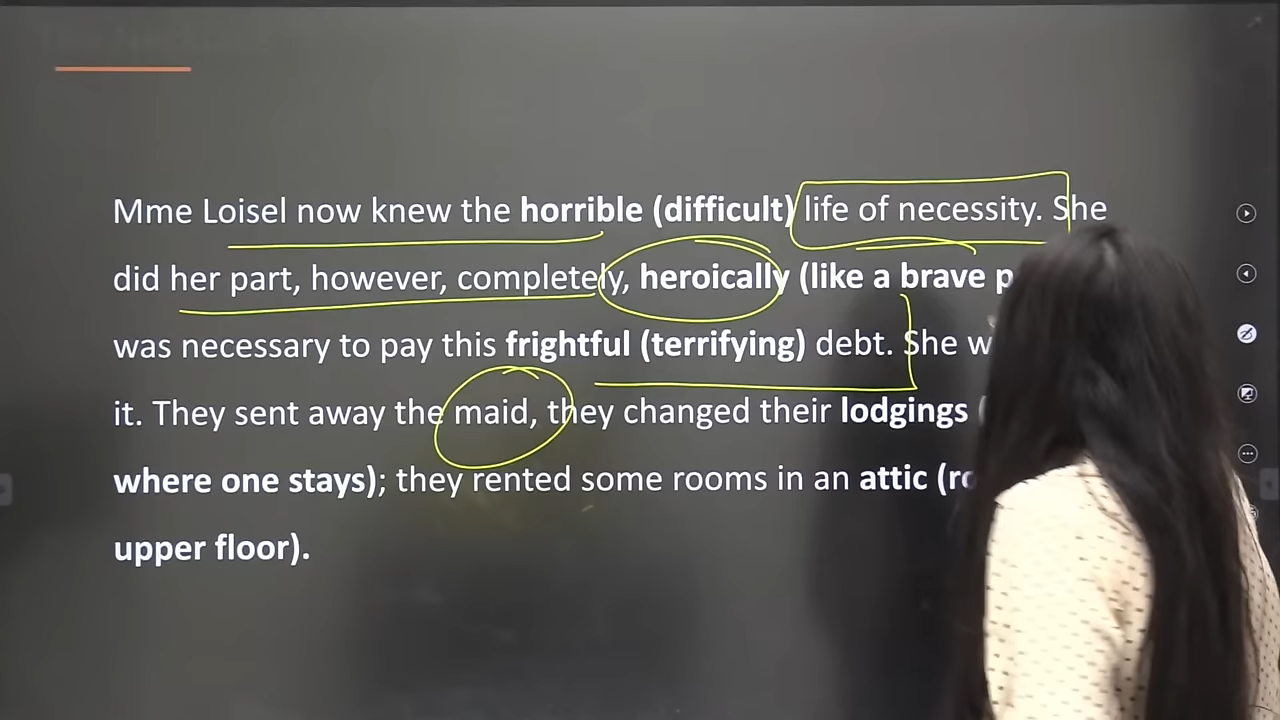 Mme Loisel now knew the horrible (difficult) life of necessity. She
did her part, however, completely, heroically (like a brave p
was necessary to pay this frightful (terrifying) debt. She w
it. They sent away the maid, they changed their lodgings (
where one stays); they rented some rooms in an attic (ro
upper floor).